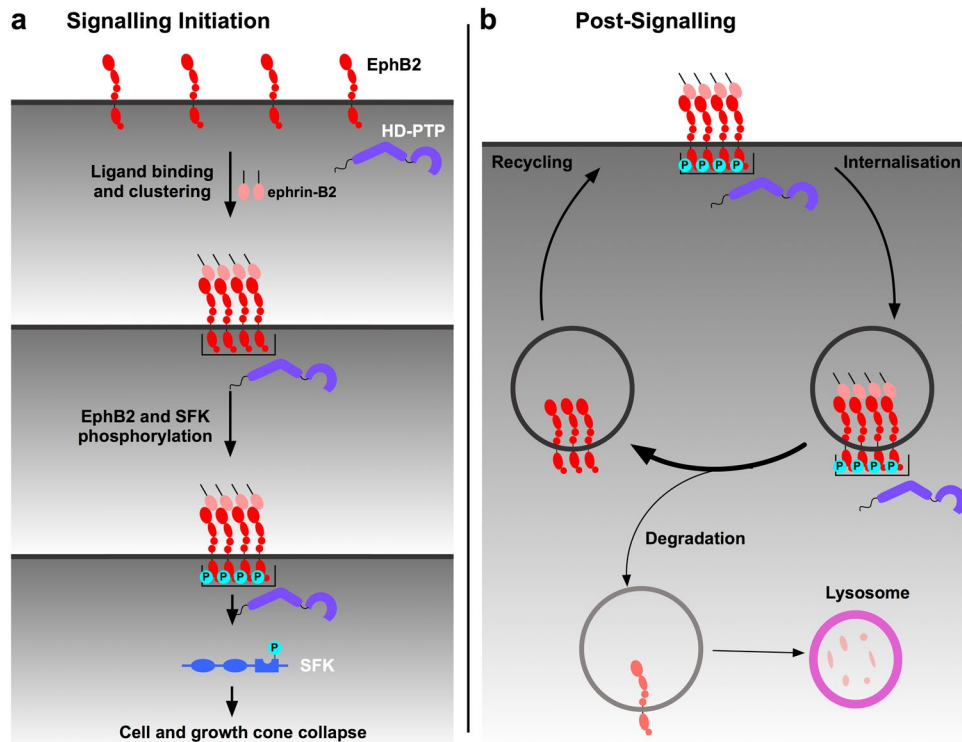 a Signalling Initiation
EphB2
HD-PTP
Ligand binding
and clustering
ephrin-B2
EphB2 and SFK
phosphorylation
P P P P
P
SFK
Cell and growth cone collapse
b Post-Signalling
P P P P
Recycling
Internalisation
P P P P
Degradation
Lysosome